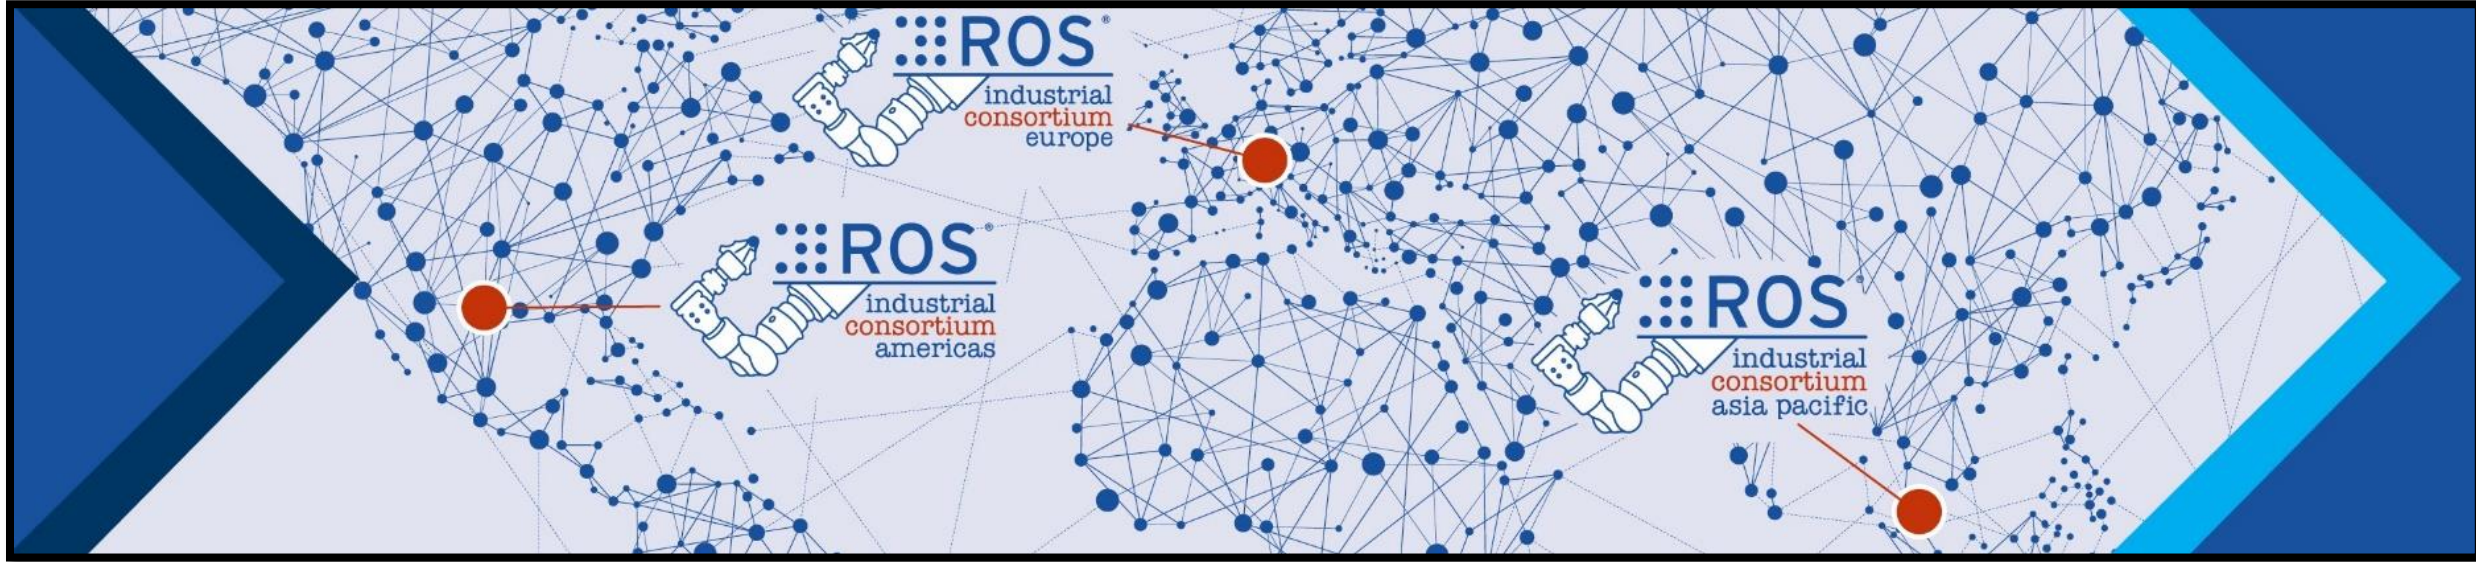 ROS®
industrial
consortium
europe
ROS®
industrial
consortium
americas
ROS
industrial
consortium
asia pacific